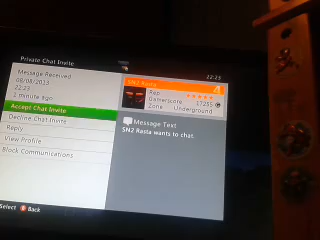 Private Chat Invite
22:23
Message Received
08/08/2013
22:23
1 minute ago
Accept Chat Invite
Decline Chat Invite
Reply
View Profile
Block Communications
SN2 Rasta
Rep
Gamerscore 17255 G
Zone Underground
Message Text
SN2 Rasta wants to chat.
Select B Back